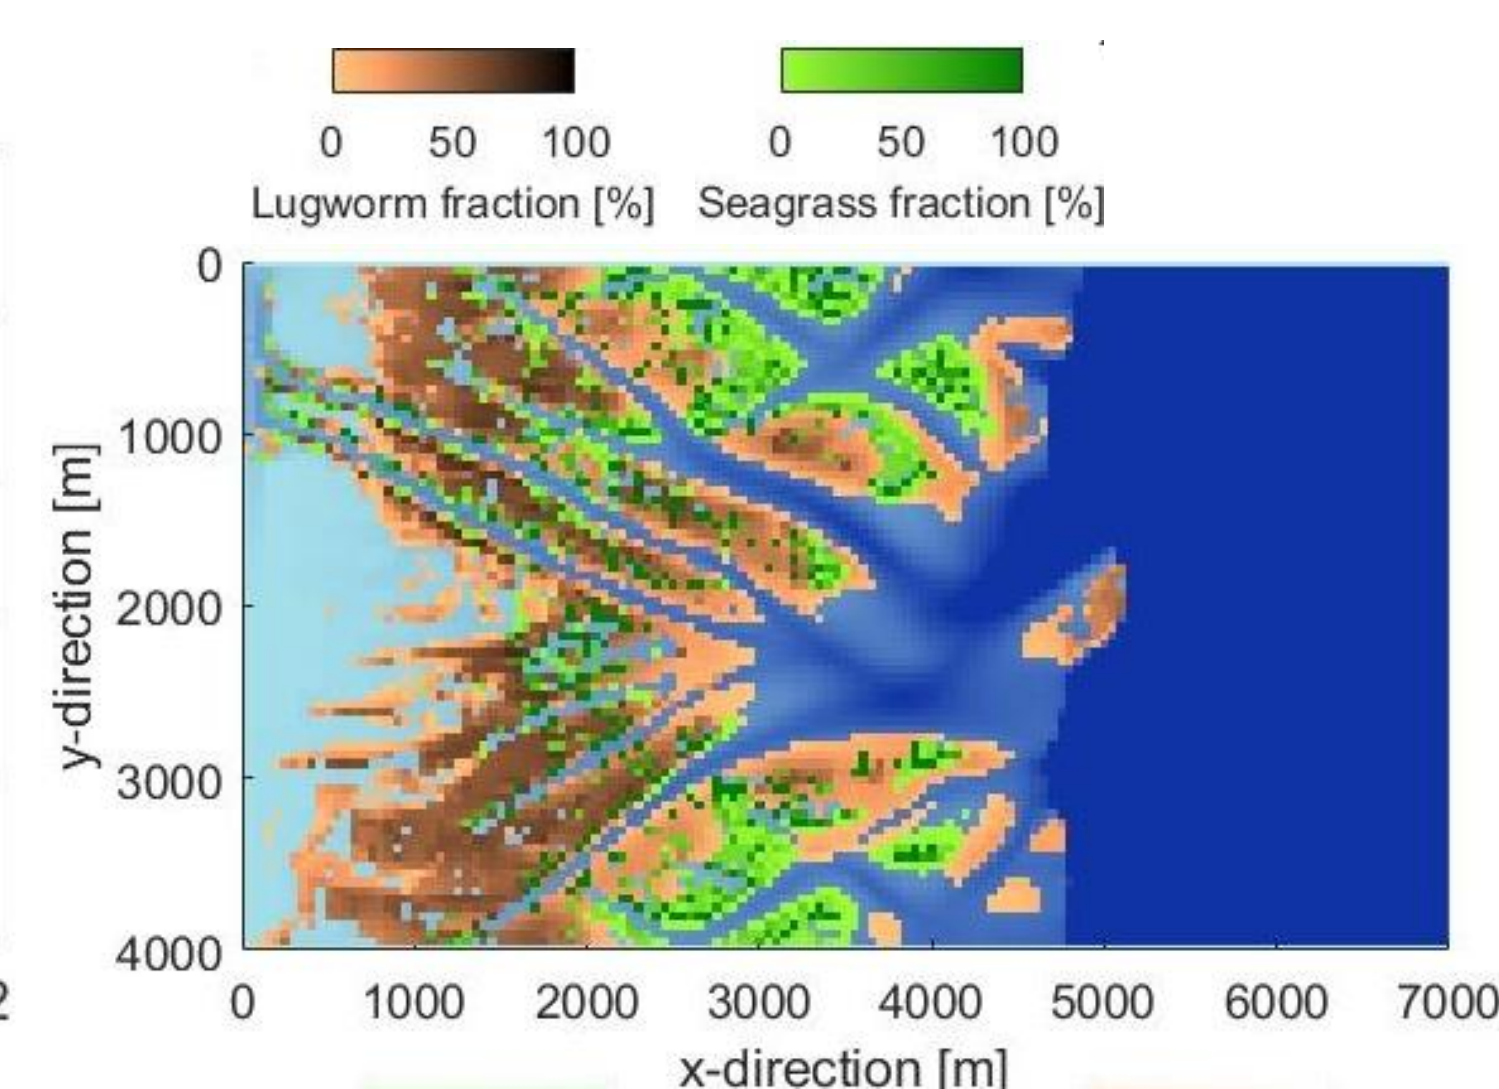 0 50 100 0 50 100
Lugworm fraction [%] Seagrass fraction [%]
0
1000
2000
3000
4000
y-direction [m]
2
0 1000 2000 3000 4000 5000 6000 7000
x-direction [m]